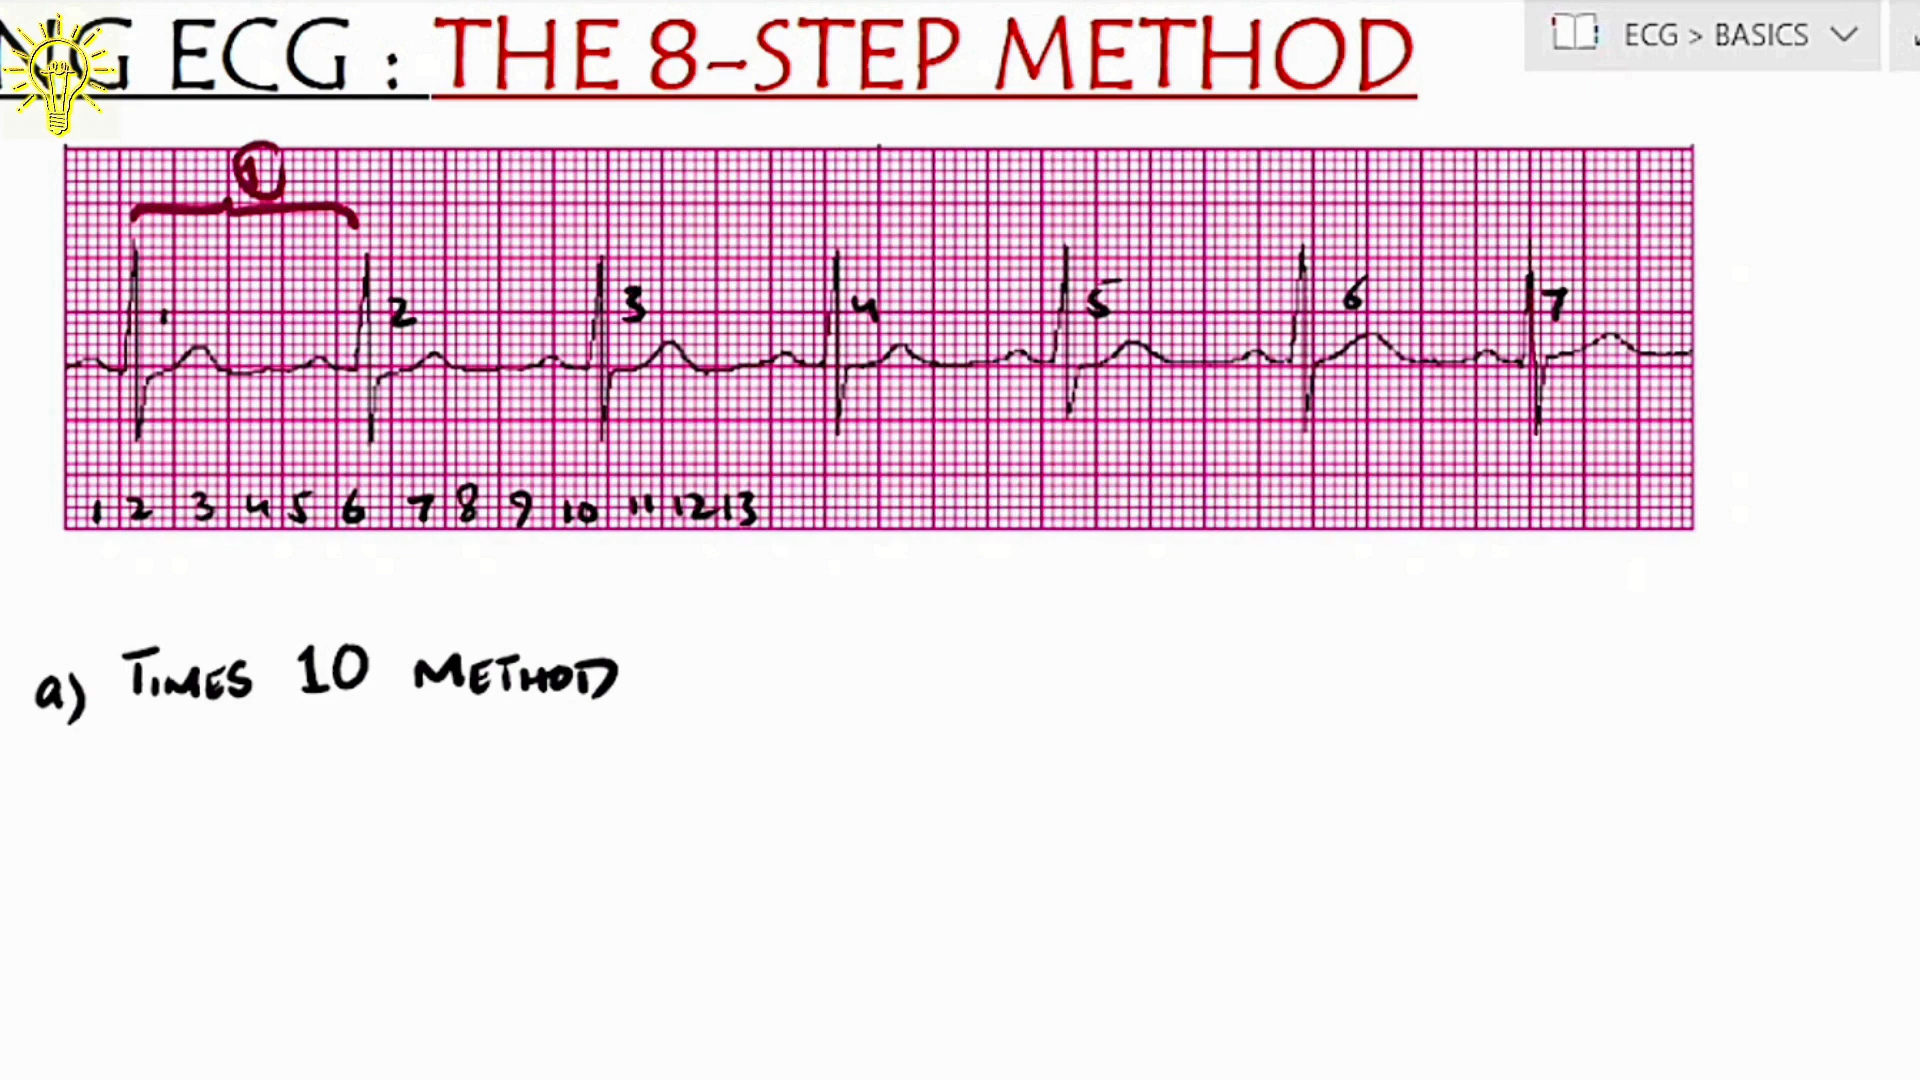 NG ECG : THE 8-STEP METHOD
ECG > BASICS
1
1 2 3 4 5 6 7
1 2 3 4 5 6 7 8 9 10 11 12 13
a) TIMES 10 METHOD